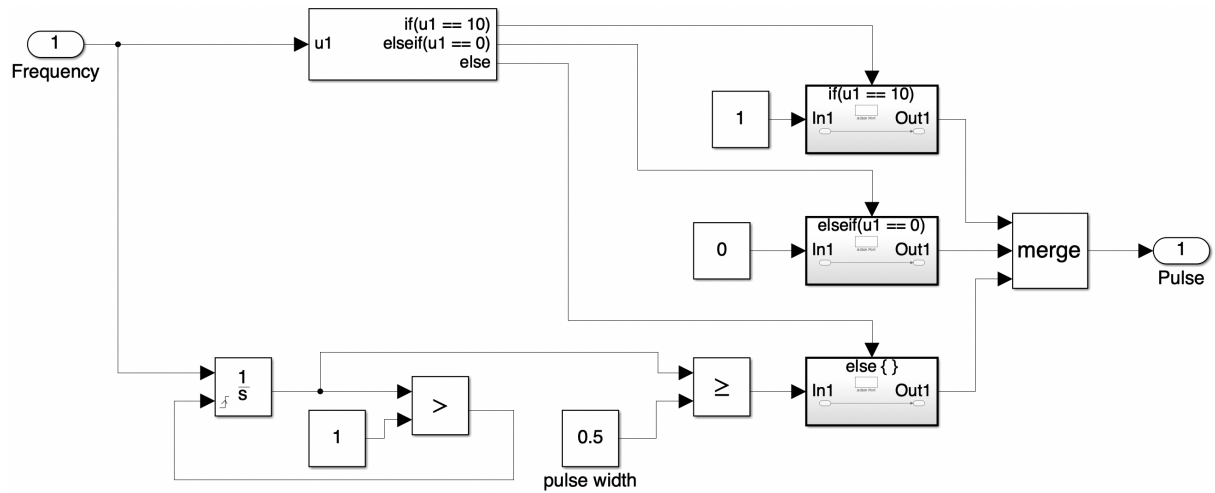 1
Frequency
u1
if(u1 == 10)
elseif(u1 == 0)
else
1
if(u1 == 10)
In1
Out1
0
elseif(u1 == 0)
In1
Out1
merge
1
Pulse
1
s
>
1
≥
0.5
pulse width
else { }
In1
Out1